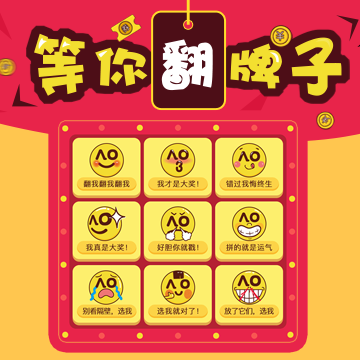 等你翻牌子
翻我翻我翻我
我才是大奖！
错过我悔终生
我真是大奖！
好胆你就戳！
拼的就是运气
别看隔壁，选我
选我就对了！
放了它们，选我